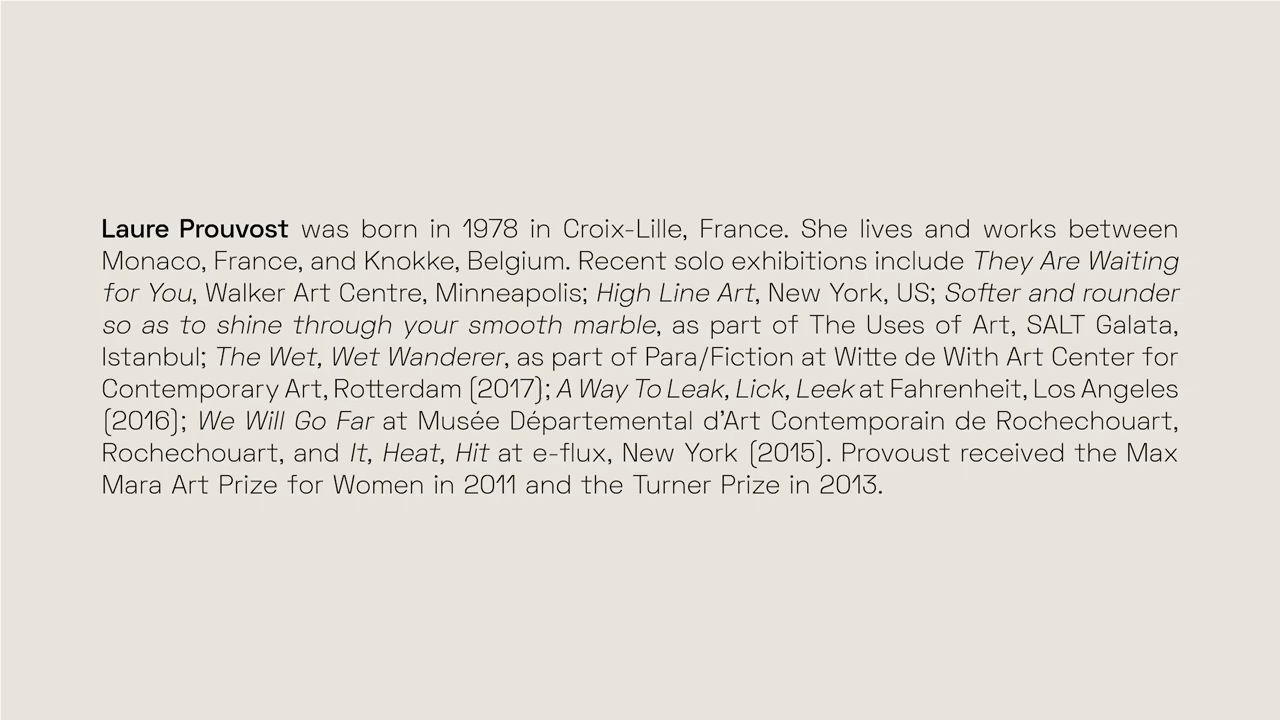 Laure Prouvost was born in 1978 in Croix-Lille, France. She lives and works between
Monaco, France, and Knokke, Belgium. Recent solo exhibitions include They Are Waiting
for You, Walker Art Centre, Minneapolis; High Line Art, New York, US; Softer and rounder
so as to shine through your smooth marble, as part of The Uses of Art, SALT Galata,
Istanbul; The Wet, Wet Wanderer, as part of Para/Fiction at Witte de With Art Center for
Contemporary Art, Rotterdam (2017); A Way To Leak, Lick, Leek at Fahrenheit, Los Angeles
(2016); We Will Go Far at Musée Départemental d’Art Contemporain de Rochechouart,
Rochechouart, and It, Heat, Hit at e-flux, New York (2015). Provoust received the Max
Mara Art Prize for Women in 2011 and the Turner Prize in 2013.